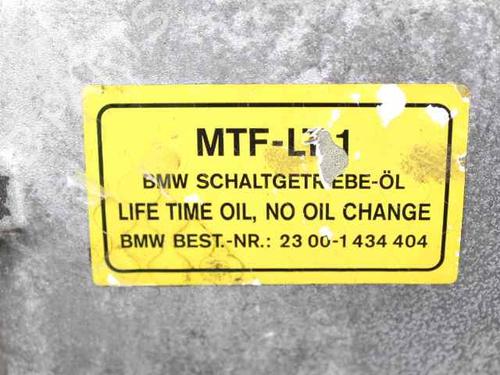 MTF-LT 1
BMW SCHALTGETRIEBE-ÖL
LIFE TIME OIL, NO OIL CHANGE
BMW BEST.-NR.: 23 00-1 434 404